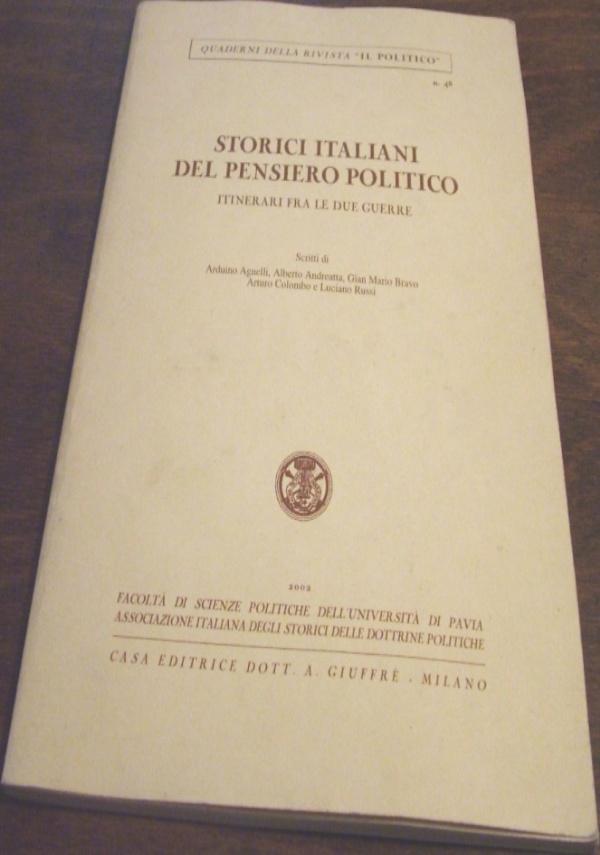 QUADERNI DELLA RIVISTA "IL POLITICO"
n. 48
STORICI ITALIANI
DEL PENSIERO POLITICO
ITINERARI FRA LE DUE GUERRE
Scritti di
Arduino Agnelli, Alberto Andreatta, Gian Mario Bravo
Arturo Colombo e Luciano Russi
2002
FACOLTÀ DI SCIENZE POLITICHE DELL'UNIVERSITÀ DI PAVIA
ASSOCIAZIONE ITALIANA DEGLI STORICI DELLE DOTTRINE POLITICHE
CASA EDITRICE DOTT. A. GIUFFRÈ - MILANO